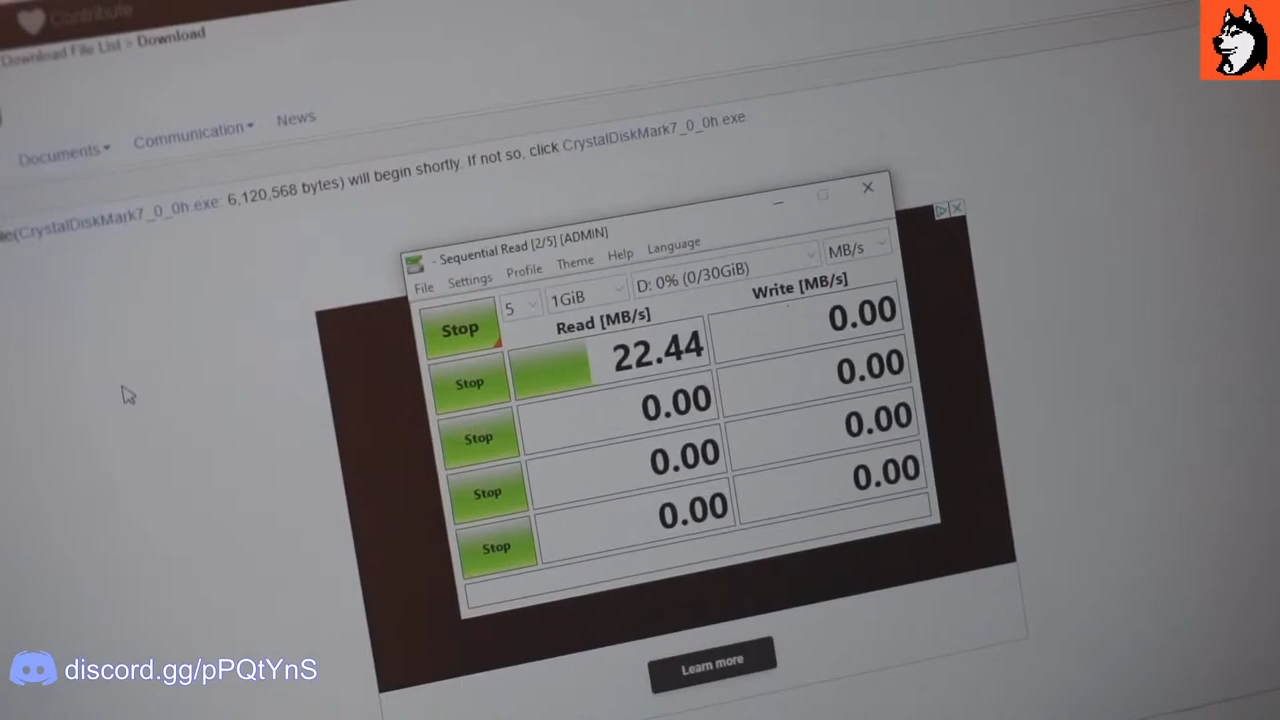 Contribute
Download File List > Download
Documents Communication News
CrystalDiskMark7_0_0h.exe: 6,120,568 bytes) will begin shortly. If not so, click CrystalDiskMark7_0_0h.exe.
- Sequential Read [2/5] [ADMIN]
File Settings Profile Theme Help Language
5 1GiB D: 0% (0/30GiB) MB/s
Stop Read [MB/s] Write [MB/s]
Stop 22.44 0.00
Stop 0.00 0.00
Stop 0.00 0.00
Stop 0.00 0.00
Learn more
discord.gg/pPQtYnS